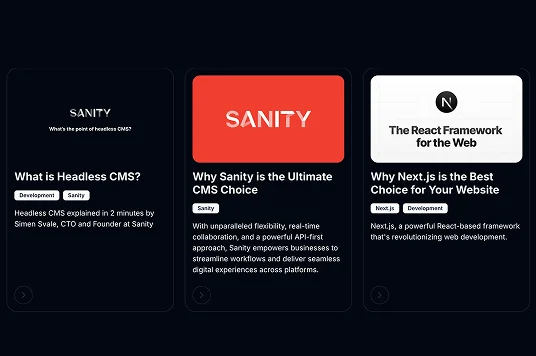 SANITY
What's the point of headless CMS?
What is Headless CMS?
Development Sanity
Headless CMS explained in 2 minutes by
Simen Svale, CTO and Founder at Sanity
SANITY
Why Sanity is the Ultimate
CMS Choice
Sanity
With unparalleled flexibility, real-time
collaboration, and a powerful API-first
approach, Sanity empowers businesses to
streamline workflows and deliver seamless
digital experiences across platforms.
N
The React Framework
for the Web
Why Next.js is the Best
Choice for Your Website
Next.js Development
Next.js, a powerful React-based framework
that's revolutionizing web development.